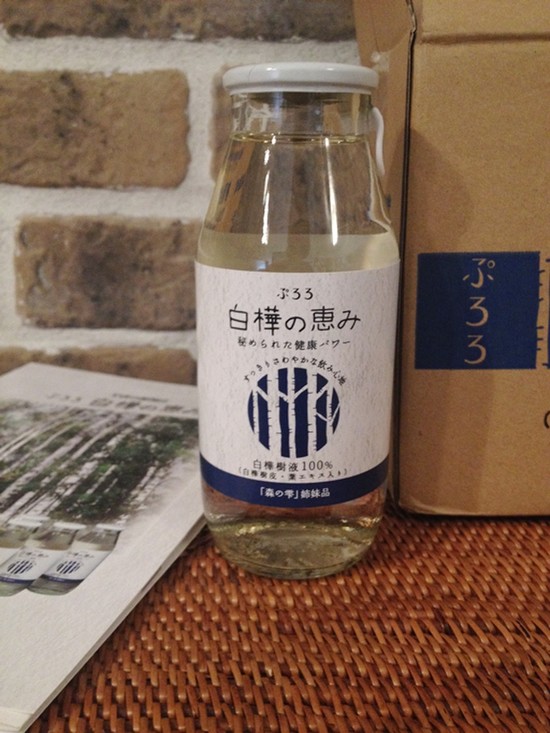 ぷろろ
白樺の恵み
秘められた健康パワー
すっきりさわやかな飲み心地
白樺樹液100%
(白樺樹皮・葉エキス入り)
「森の雫」姉妹品
ぷろろ